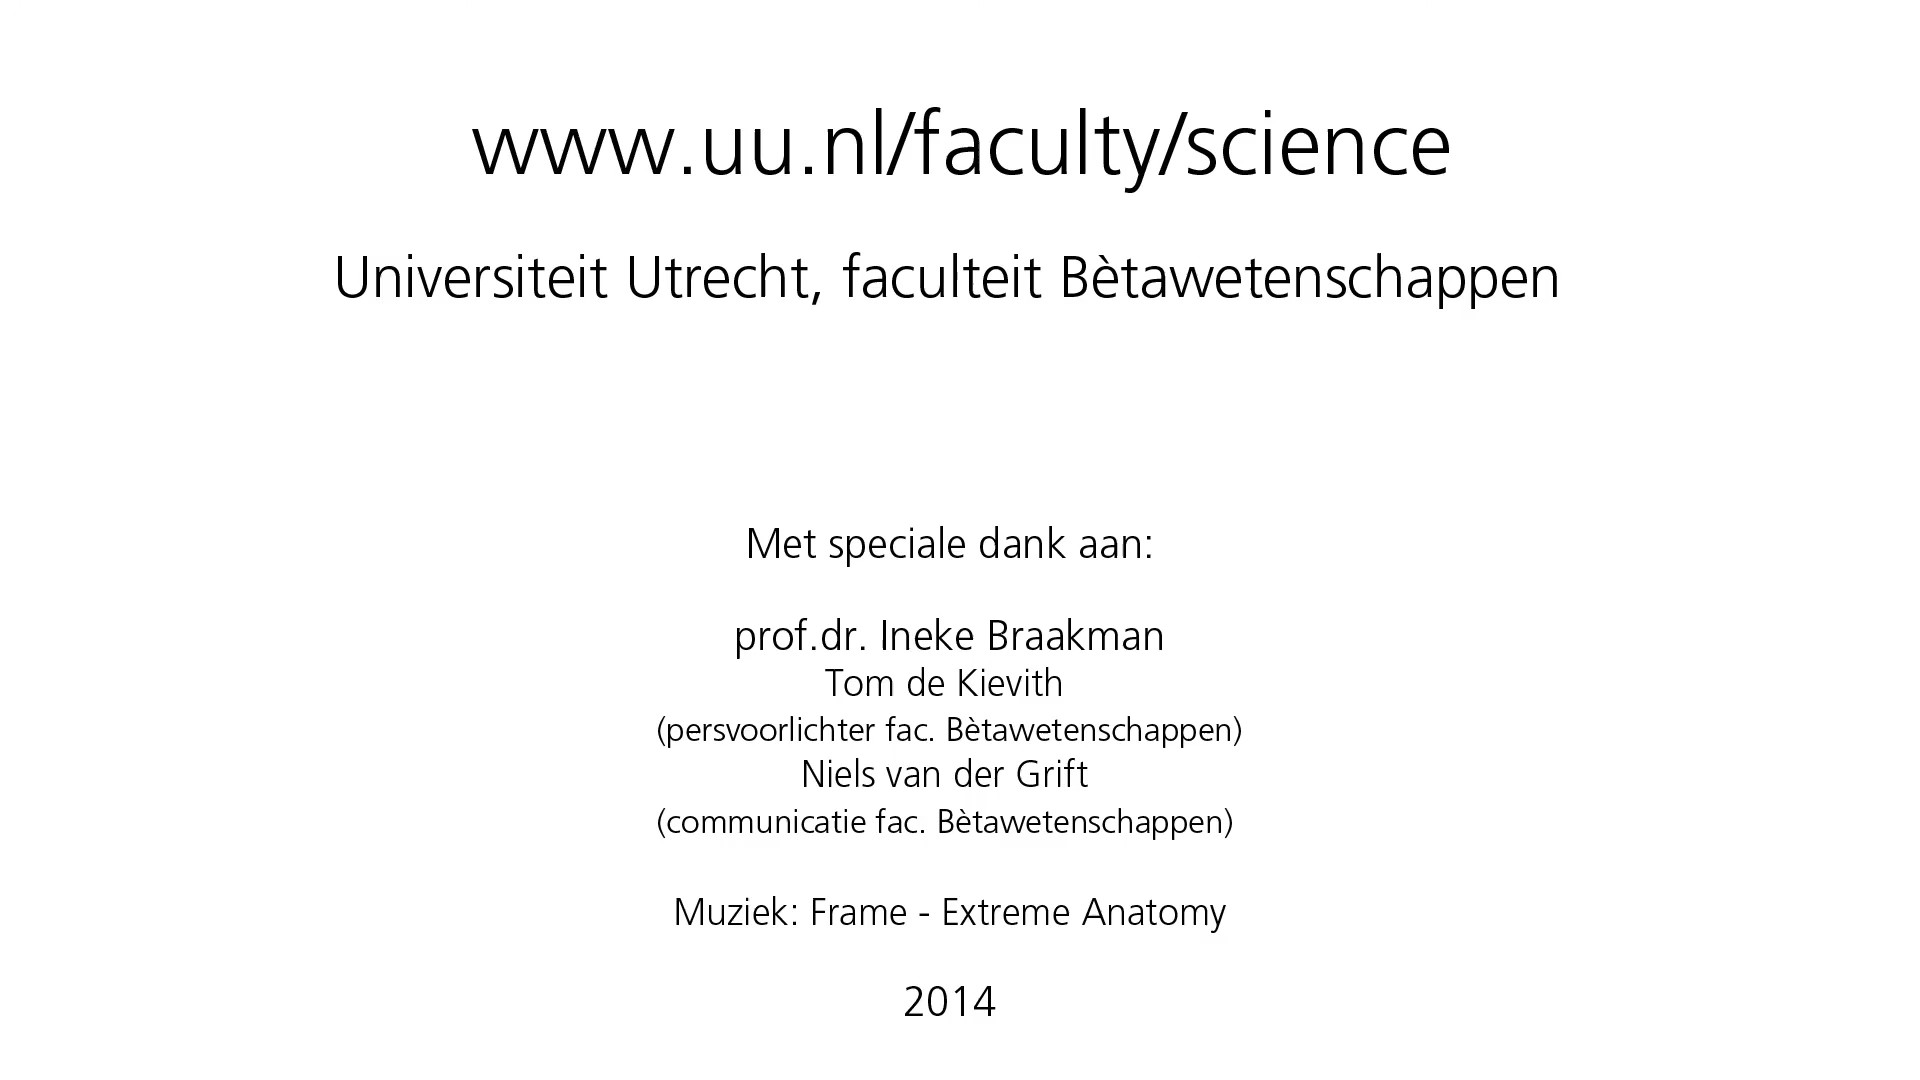 www.uu.nl/faculty/science
Universiteit Utrecht, faculteit Bètawetenschappen
Met speciale dank aan:
prof.dr. Ineke Braakman
Tom de Kievith
(persvoorlichter fac. Bètawetenschappen)
Niels van der Grift
(communicatie fac. Bètawetenschappen)
Muziek: Frame - Extreme Anatomy
2014